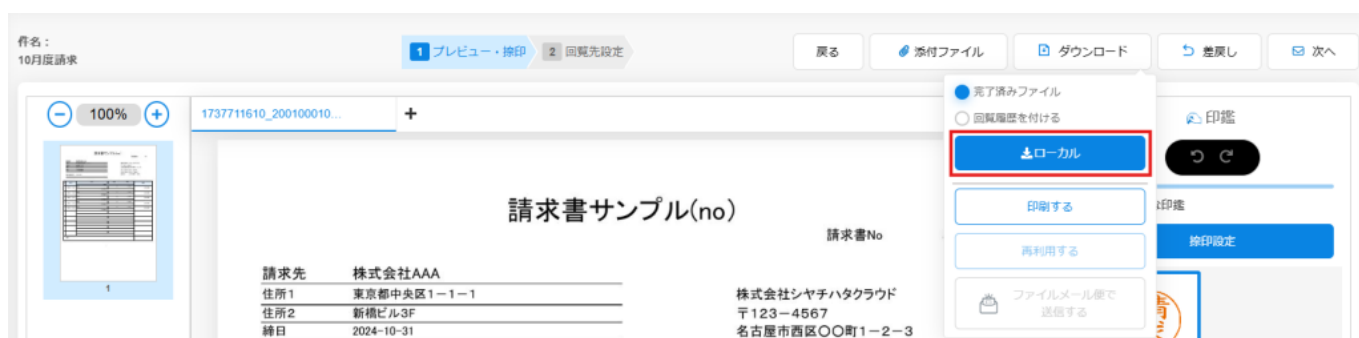 件名：
10月度請求
1 プレビュー・捺印 2 回覧先設定
戻る 添付ファイル ダウンロード 差戻し 次へ
100%
1737711610_200100010... +
完了済みファイル
回覧履歴を付ける
ローカル
印刷する
再利用する
ファイルメール便で
送信する
印鑑
印鑑
捺印設定
1
請求書サンプル(no)
請求書No
請求先 株式会社AAA
住所1 東京都中央区1－1－1
住所2 新橋ビル3F
締日 2024-10-31
株式会社シヤチハタクラウド
〒123－4567
名古屋市西区〇〇町1－2－3